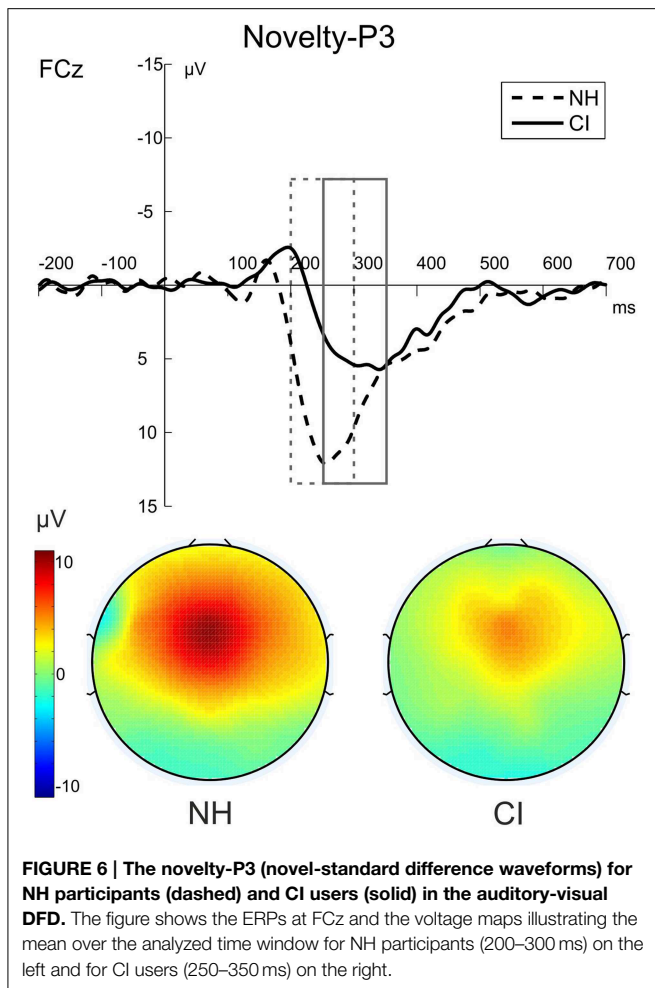 Novelty-P3
FCz
-15
µV
NH
CI
-10
-5
-200 -100 100 200 300 400 500 600 700
ms
5
10
15
µV
10
0
-10
NH CI
FIGURE 6 | The novelty-P3 (novel-standard difference waveforms) for
NH participants (dashed) and CI users (solid) in the auditory-visual
DFD. The figure shows the ERPs at FCz and the voltage maps illustrating the
mean over the analyzed time window for NH participants (200–300 ms) on the
left and for CI users (250–350 ms) on the right.